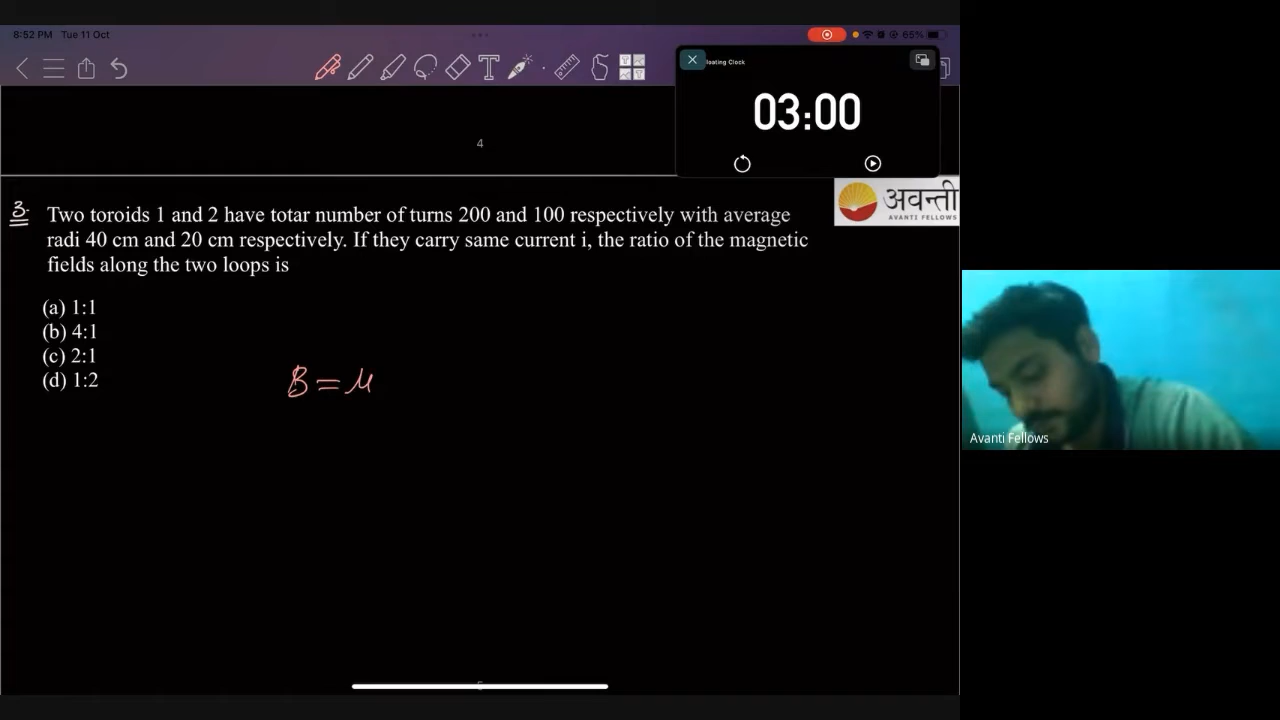 8:52 PM Tue 11 Oct
65%
loating Clock
03:00
4
अवन्ती
AVANTI FELLOWS
3.
Two toroids 1 and 2 have totar number of turns 200 and 100 respectively with average
radi 40 cm and 20 cm respectively. If they carry same current i, the ratio of the magnetic
fields along the two loops is
(a) 1:1
(b) 4:1
(c) 2:1
(d) 1:2
B = μ
Avanti Fellows